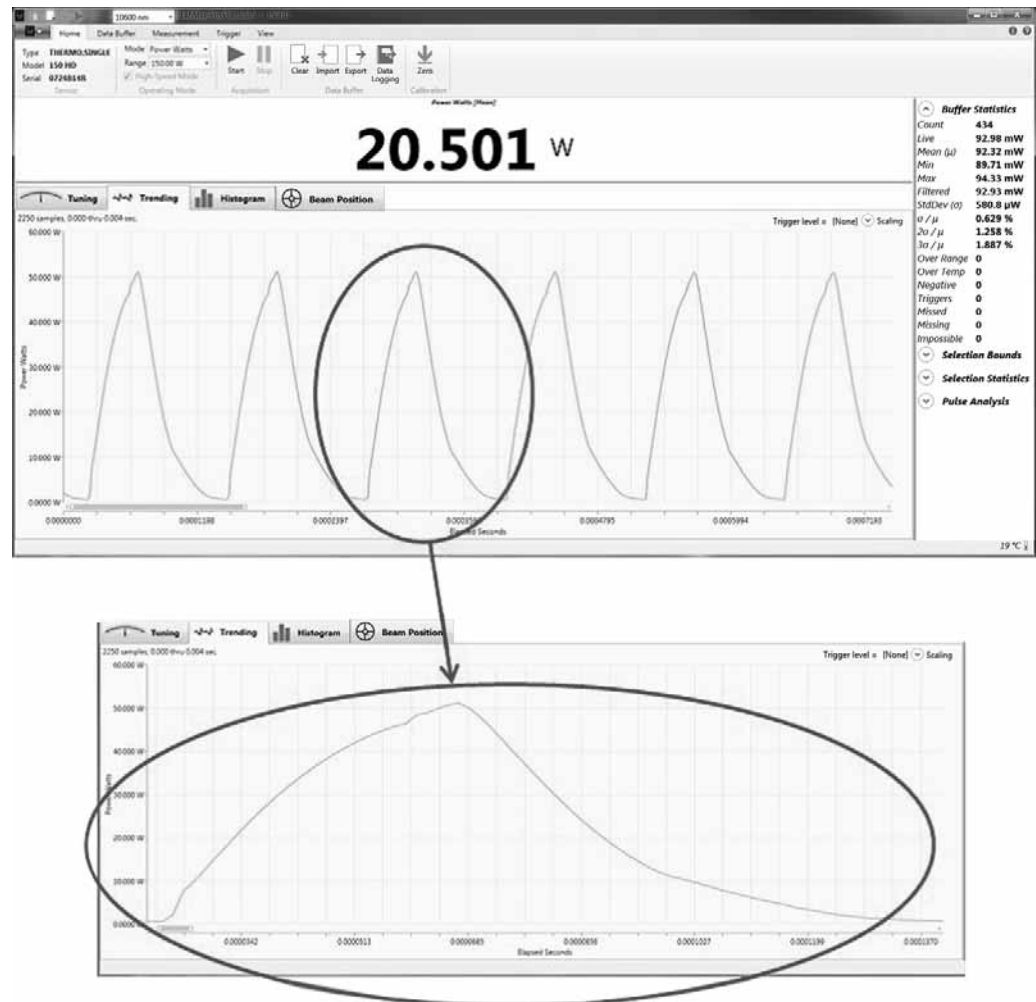 10600 nm
Home Data Buffer Measurement Trigger View
Type THERMO.SINGLE
Model 150 HD
Serial 0724B14R
Sensor
Mode Power Watts
Range 150.00 W
High-Speed Mode
Operating Mode
Start Stop
Acquisition
Clear Import Export Data Logging
Data Buffer
Zero
Calibration
Power Watts [Mean]
20.501 W
Tuning Trending Histogram Beam Position
2250 samples, 0.000 thru 0.004 sec.
Trigger level = [None] Scaling
60.000 W
50.000 W
40.000 W
30.000 W
20.000 W
10.000 W
0.0000 W
Power Watts
0.0000000 0.0001198 0.0002397 0.0004795 0.0005994 0.0007193
Elapsed Seconds
Buffer Statistics
Count 434
Live 92.98 mW
Mean (µ) 92.32 mW
Min 89.71 mW
Max 94.33 mW
Filtered 92.93 mW
StdDev (σ) 580.8 µW
σ / µ 0.629 %
2σ / µ 1.258 %
3σ / µ 1.887 %
Over Range 0
Over Temp 0
Negative 0
Triggers 0
Missed 0
Missing 0
Impossible 0
Selection Bounds
Selection Statistics
Pulse Analysis
19 °C
Tuning Trending Histogram Beam Position
2250 samples, 0.000 thru 0.004 sec.
Trigger level = [None] Scaling
60.000 W
50.000 W
40.000 W
30.000 W
20.000 W
10.000 W
0.0000 W
Power Watts
0.0000342 0.0000513 0.0000685 0.0000856 0.0001027 0.0001199 0.0001370
Elapsed Seconds